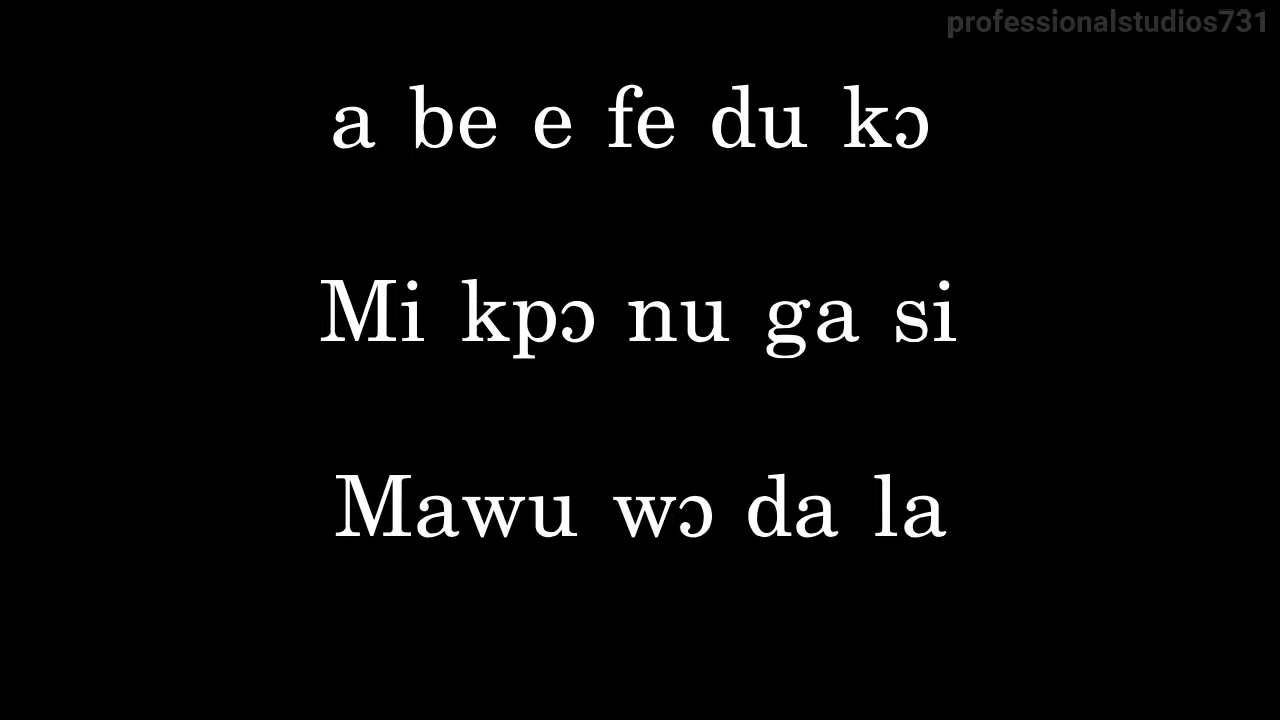 professionalstudios731
a be e fe du kɔ
Mi kpɔ nu ga si
Mawu wɔ da la